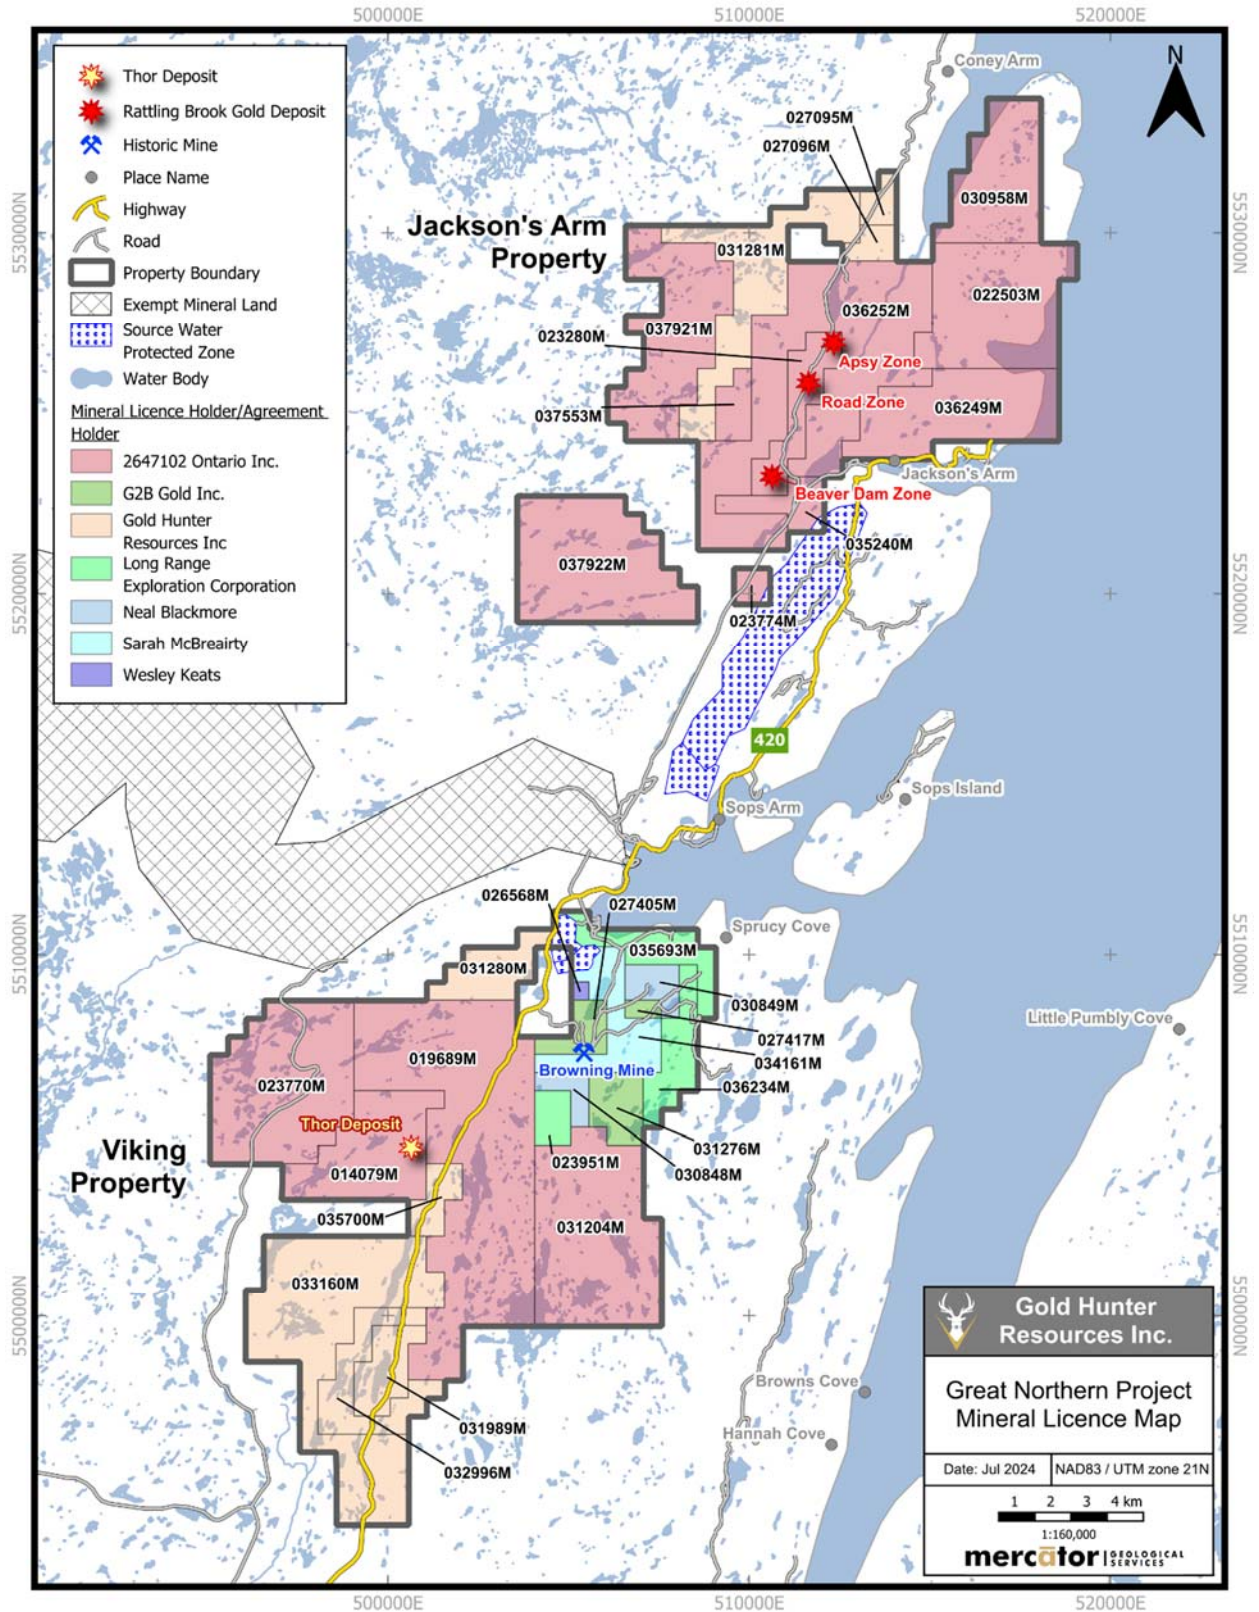 500000E
510000E
520000E
5530000N
5520000N
5510000N
5500000N
5530000N
5520000N
5510000N
5500000N
500000E
510000E
520000E
Thor Deposit
Rattling Brook Gold Deposit
Historic Mine
Place Name
Highway
Road
Property Boundary
Exempt Mineral Land
Source Water
Protected Zone
Water Body
Mineral Licence Holder/Agreement
Holder
2647102 Ontario Inc.
G2B Gold Inc.
Gold Hunter
Resources Inc
Long Range
Exploration Corporation
Neal Blackmore
Sarah McBreairty
Wesley Keats
N
Coney Arm
027095M
027096M
030958M
Jackson's Arm
Property
031281M
022503M
036252M
037921M
023280M
Apsy Zone
Road Zone
036249M
037553M
Jackson's Arm
Beaver Dam Zone
035240M
037922M
023774M
420
Sops Island
Sops Arm
026568M
027405M
Sprucy Cove
035693M
031280M
030849M
Little Pumbly Cove
027417M
034161M
019689M
Browning Mine
023770M
036234M
Thor Deposit
031276M
Viking
Property
023951M
014079M
030848M
035700M
031204M
033160M
Browns Cove
031989M
Hannah Cove
032996M
Gold Hunter
Resources Inc.
Great Northern Project
Mineral Licence Map
Date: Jul 2024
NAD83 / UTM zone 21N
1 2 3 4 km
1:160,000
mercātor GEOLOGICAL
SERVICES